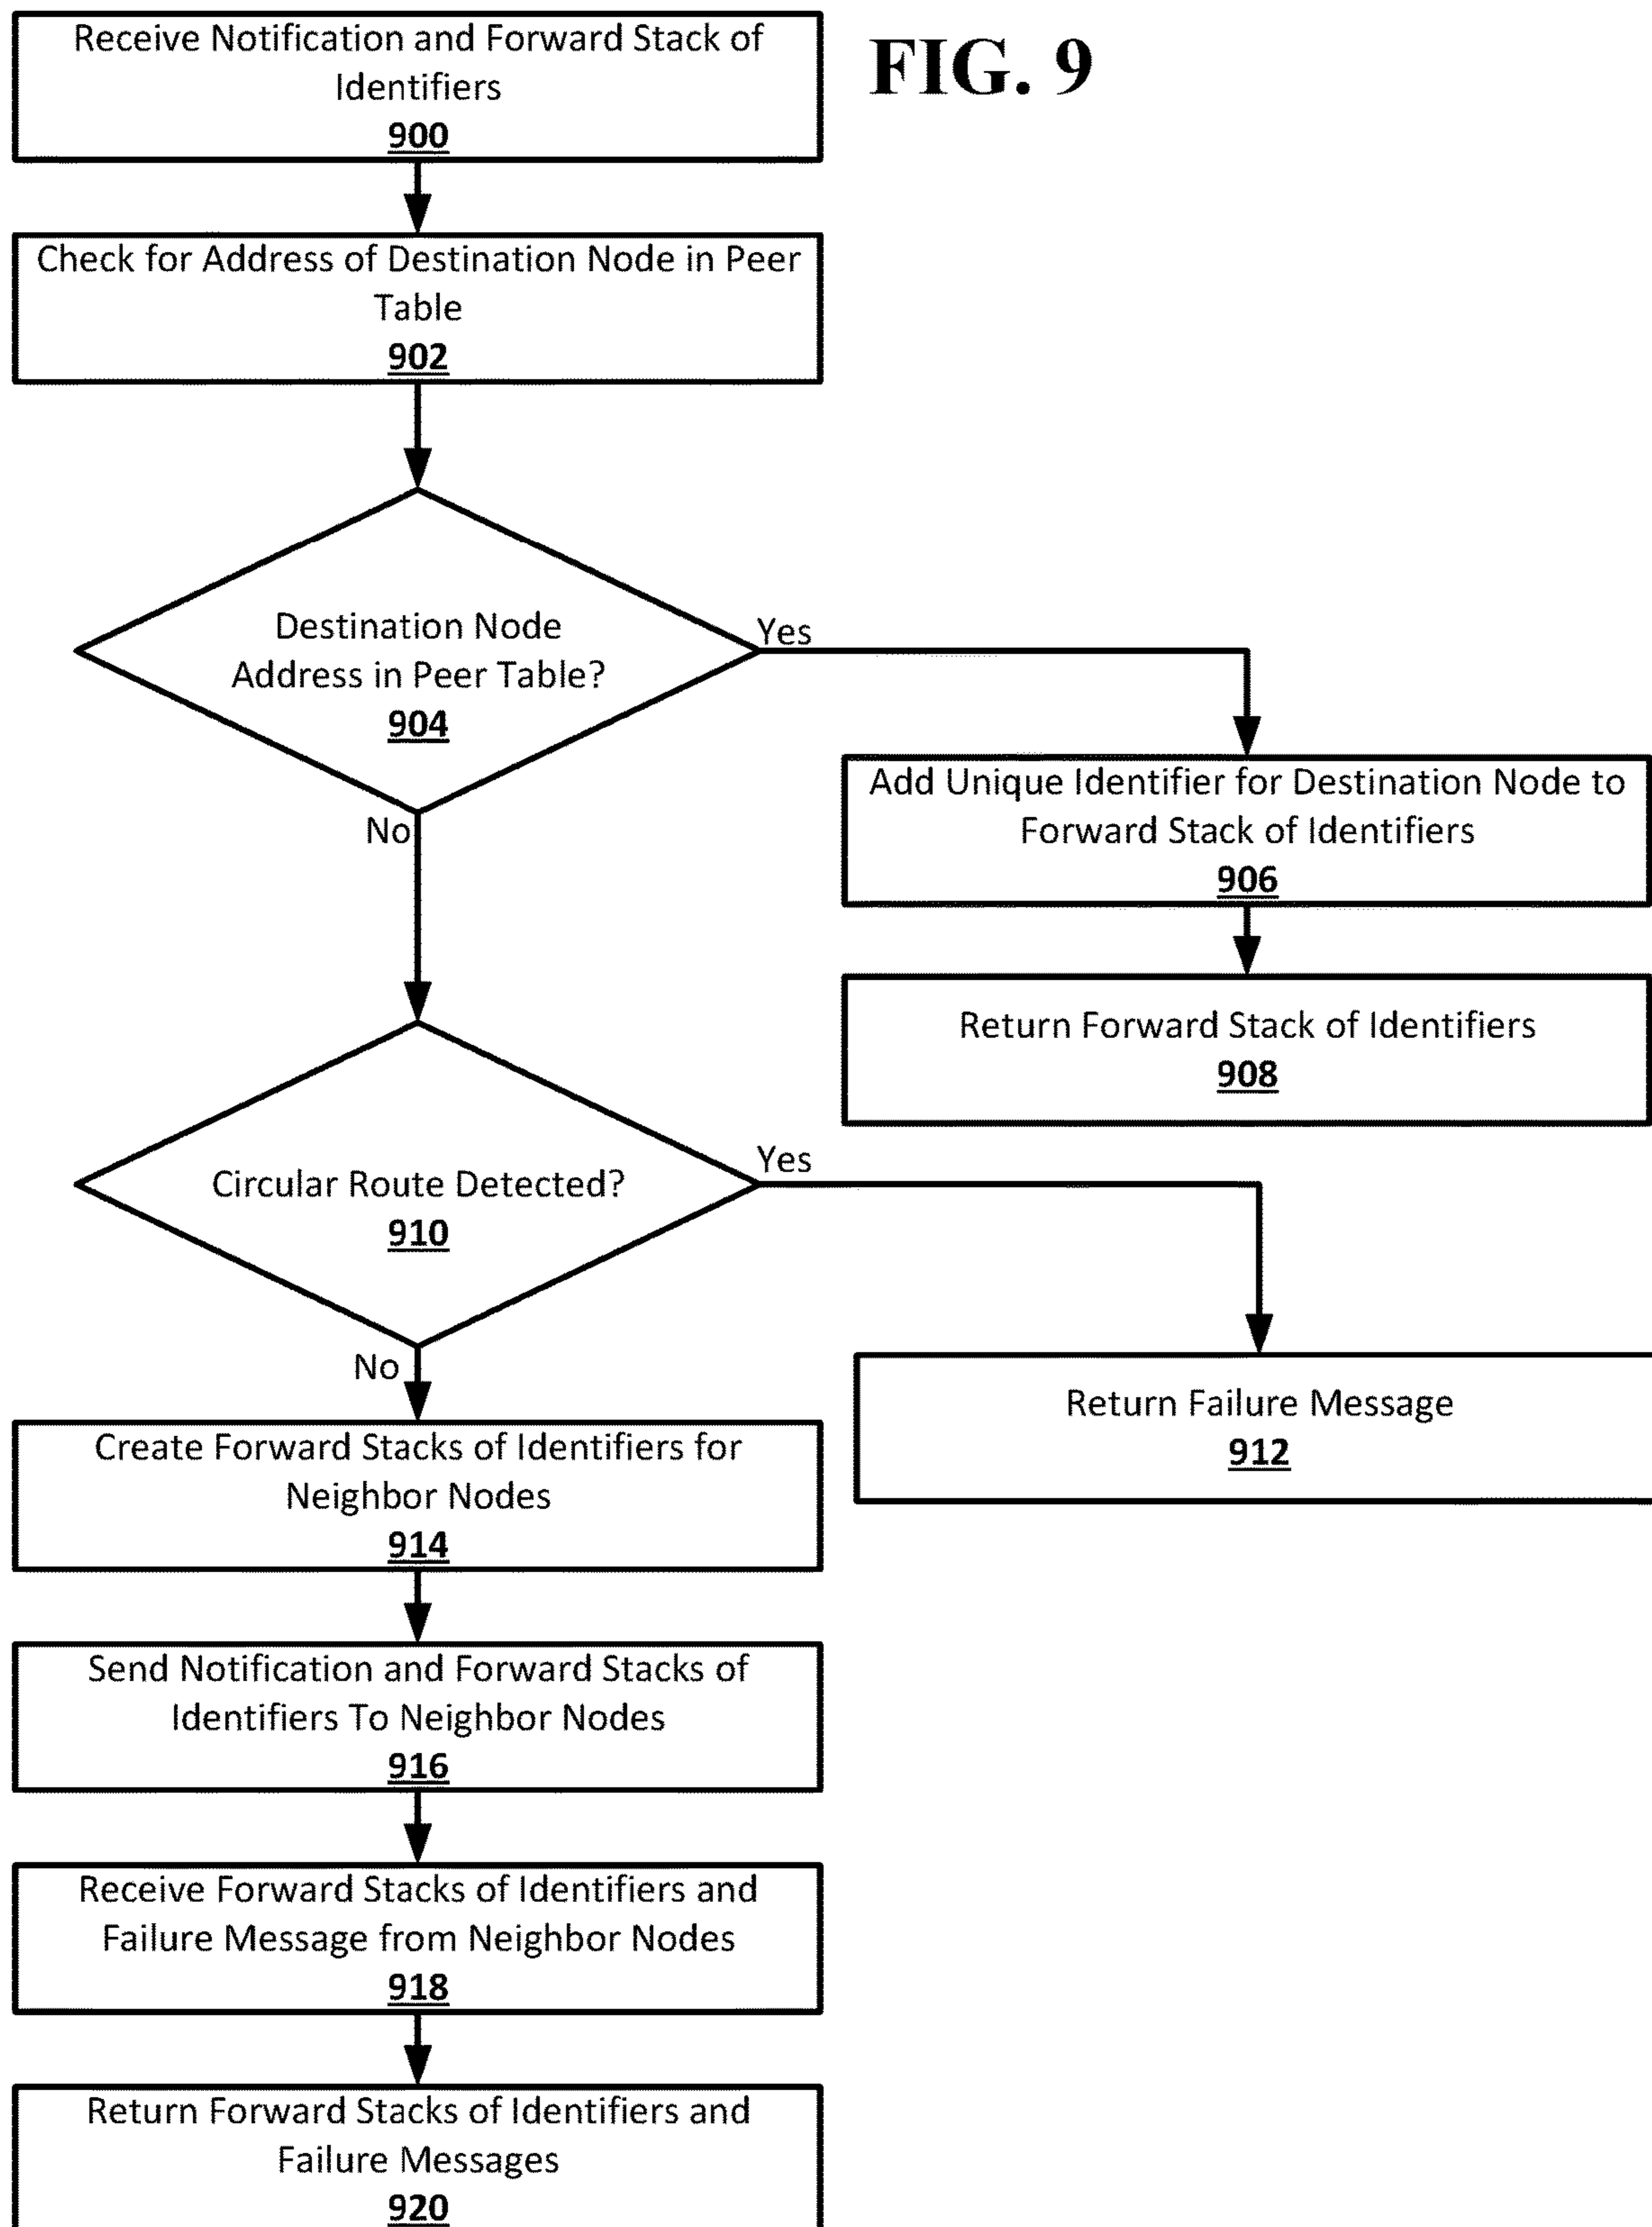 Receive Notification and Forward Stack of
Identifiers
900
FIG. 9
Check for Address of Destination Node in Peer
Table
902
Destination Node
Address in Peer Table?
904
Yes
No
Add Unique Identifier for Destination Node to
Forward Stack of Identifiers
906
Return Forward Stack of Identifiers
908
Circular Route Detected?
910
Yes
No
Return Failure Message
912
Create Forward Stacks of Identifiers for
Neighbor Nodes
914
Send Notification and Forward Stacks of
Identifiers To Neighbor Nodes
916
Receive Forward Stacks of Identifiers and
Failure Message from Neighbor Nodes
918
Return Forward Stacks of Identifiers and
Failure Messages
920